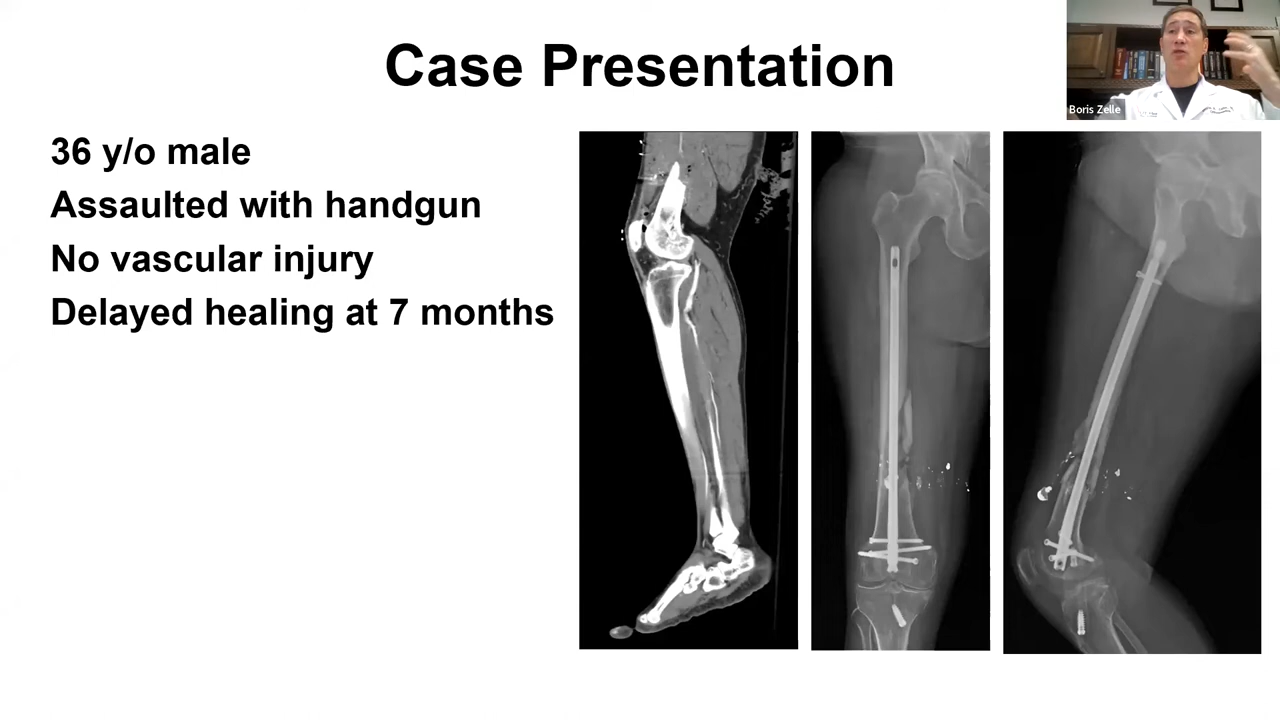 Case Presentation
Boris Zelle
36 y/o male
Assaulted with handgun
No vascular injury
Delayed healing at 7 months